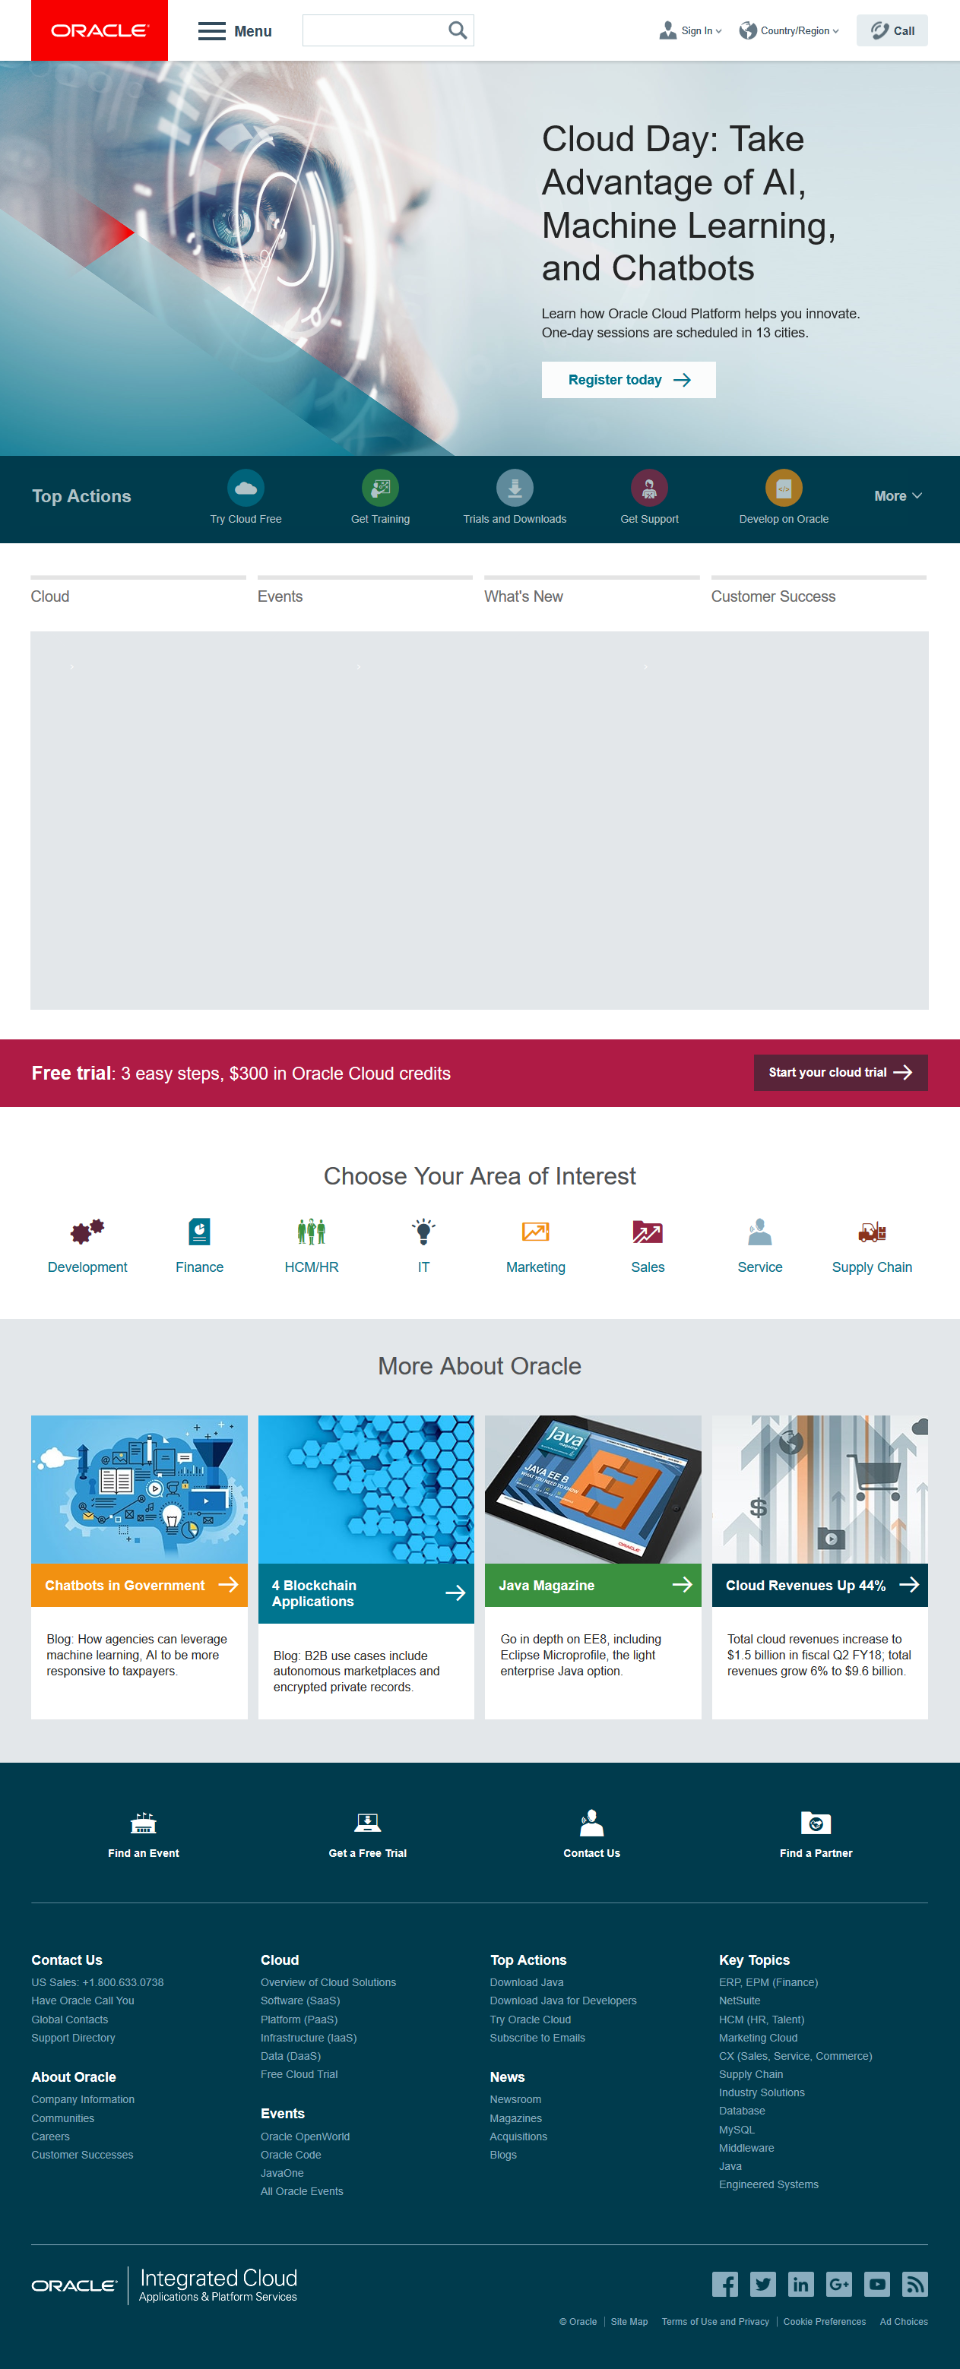 ORACLE
Menu
Sign In
Country/Region
Call
Cloud Day: Take
Advantage of AI,
Machine Learning,
and Chatbots
Learn how Oracle Cloud Platform helps you innovate.
One-day sessions are scheduled in 13 cities.
Register today
Top Actions
Try Cloud Free
Get Training
Trials and Downloads
Get Support
Develop on Oracle
More
Cloud
Events
What's New
Customer Success
Free trial: 3 easy steps, $300 in Oracle Cloud credits
Start your cloud trial
Choose Your Area of Interest
Development
Finance
HCM/HR
IT
Marketing
Sales
Service
Supply Chain
More About Oracle
Java
JAVA EE 8
WHAT YOU NEED TO KNOW
ORACLE
$
Chatbots in Government
4 Blockchain
Applications
Java Magazine
Cloud Revenues Up 44%
Blog: How agencies can leverage
machine learning, AI to be more
responsive to taxpayers.
Blog: B2B use cases include
autonomous marketplaces and
encrypted private records.
Go in depth on EE8, including
Eclipse Microprofile, the light
enterprise Java option.
Total cloud revenues increase to
$1.5 billion in fiscal Q2 FY18; total
revenues grow 6% to $9.6 billion.
Find an Event
Get a Free Trial
Contact Us
Find a Partner
Contact Us
US Sales: +1.800.633.0738
Have Oracle Call You
Global Contacts
Support Directory
About Oracle
Company Information
Communities
Careers
Customer Successes
Cloud
Overview of Cloud Solutions
Software (SaaS)
Platform (PaaS)
Infrastructure (IaaS)
Data (DaaS)
Free Cloud Trial
Events
Oracle OpenWorld
Oracle Code
JavaOne
All Oracle Events
Top Actions
Download Java
Download Java for Developers
Try Oracle Cloud
Subscribe to Emails
News
Newsroom
Magazines
Acquisitions
Blogs
Key Topics
ERP, EPM (Finance)
NetSuite
HCM (HR, Talent)
Marketing Cloud
CX (Sales, Service, Commerce)
Supply Chain
Industry Solutions
Database
MySQL
Middleware
Java
Engineered Systems
ORACLE
Integrated Cloud
Applications & Platform Services
© Oracle
Site Map
Terms of Use and Privacy
Cookie Preferences
Ad Choices